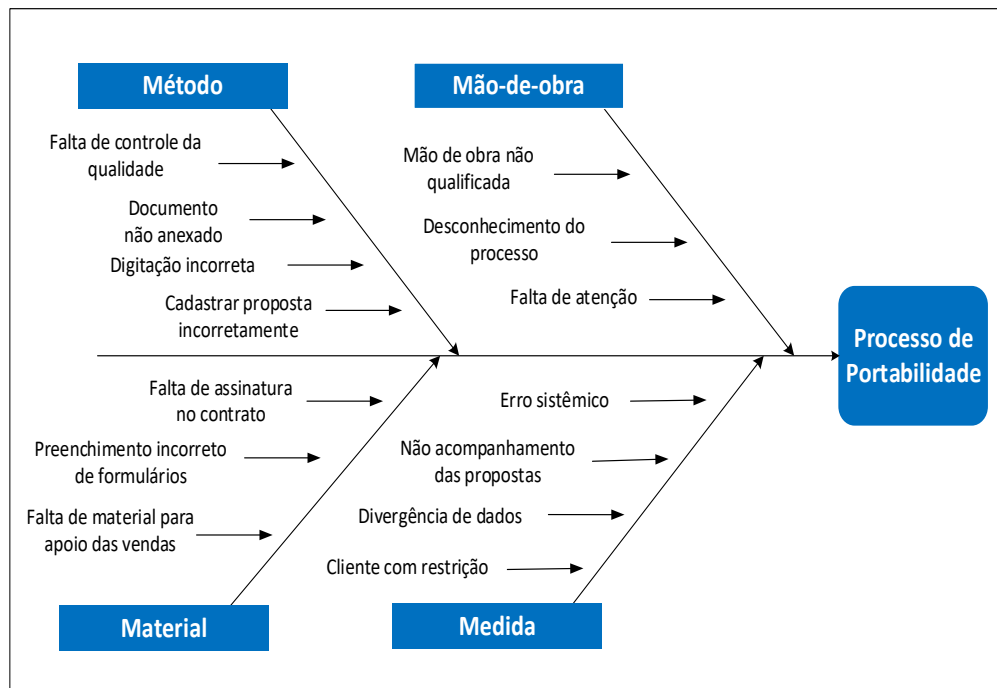 Método
Mão-de-obra
Falta de controle da
qualidade
Documento
não anexado
Digitação incorreta
Cadastrar proposta
incorretamente
Mão de obra não
qualificada
Desconhecimento do
processo
Falta de atenção
Processo de
Portabilidade
Falta de assinatura
no contrato
Preenchimento incorreto
de formulários
Falta de material para
apoio das vendas
Erro sistêmico
Não acompanhamento
das propostas
Divergência de dados
Cliente com restrição
Material
Medida